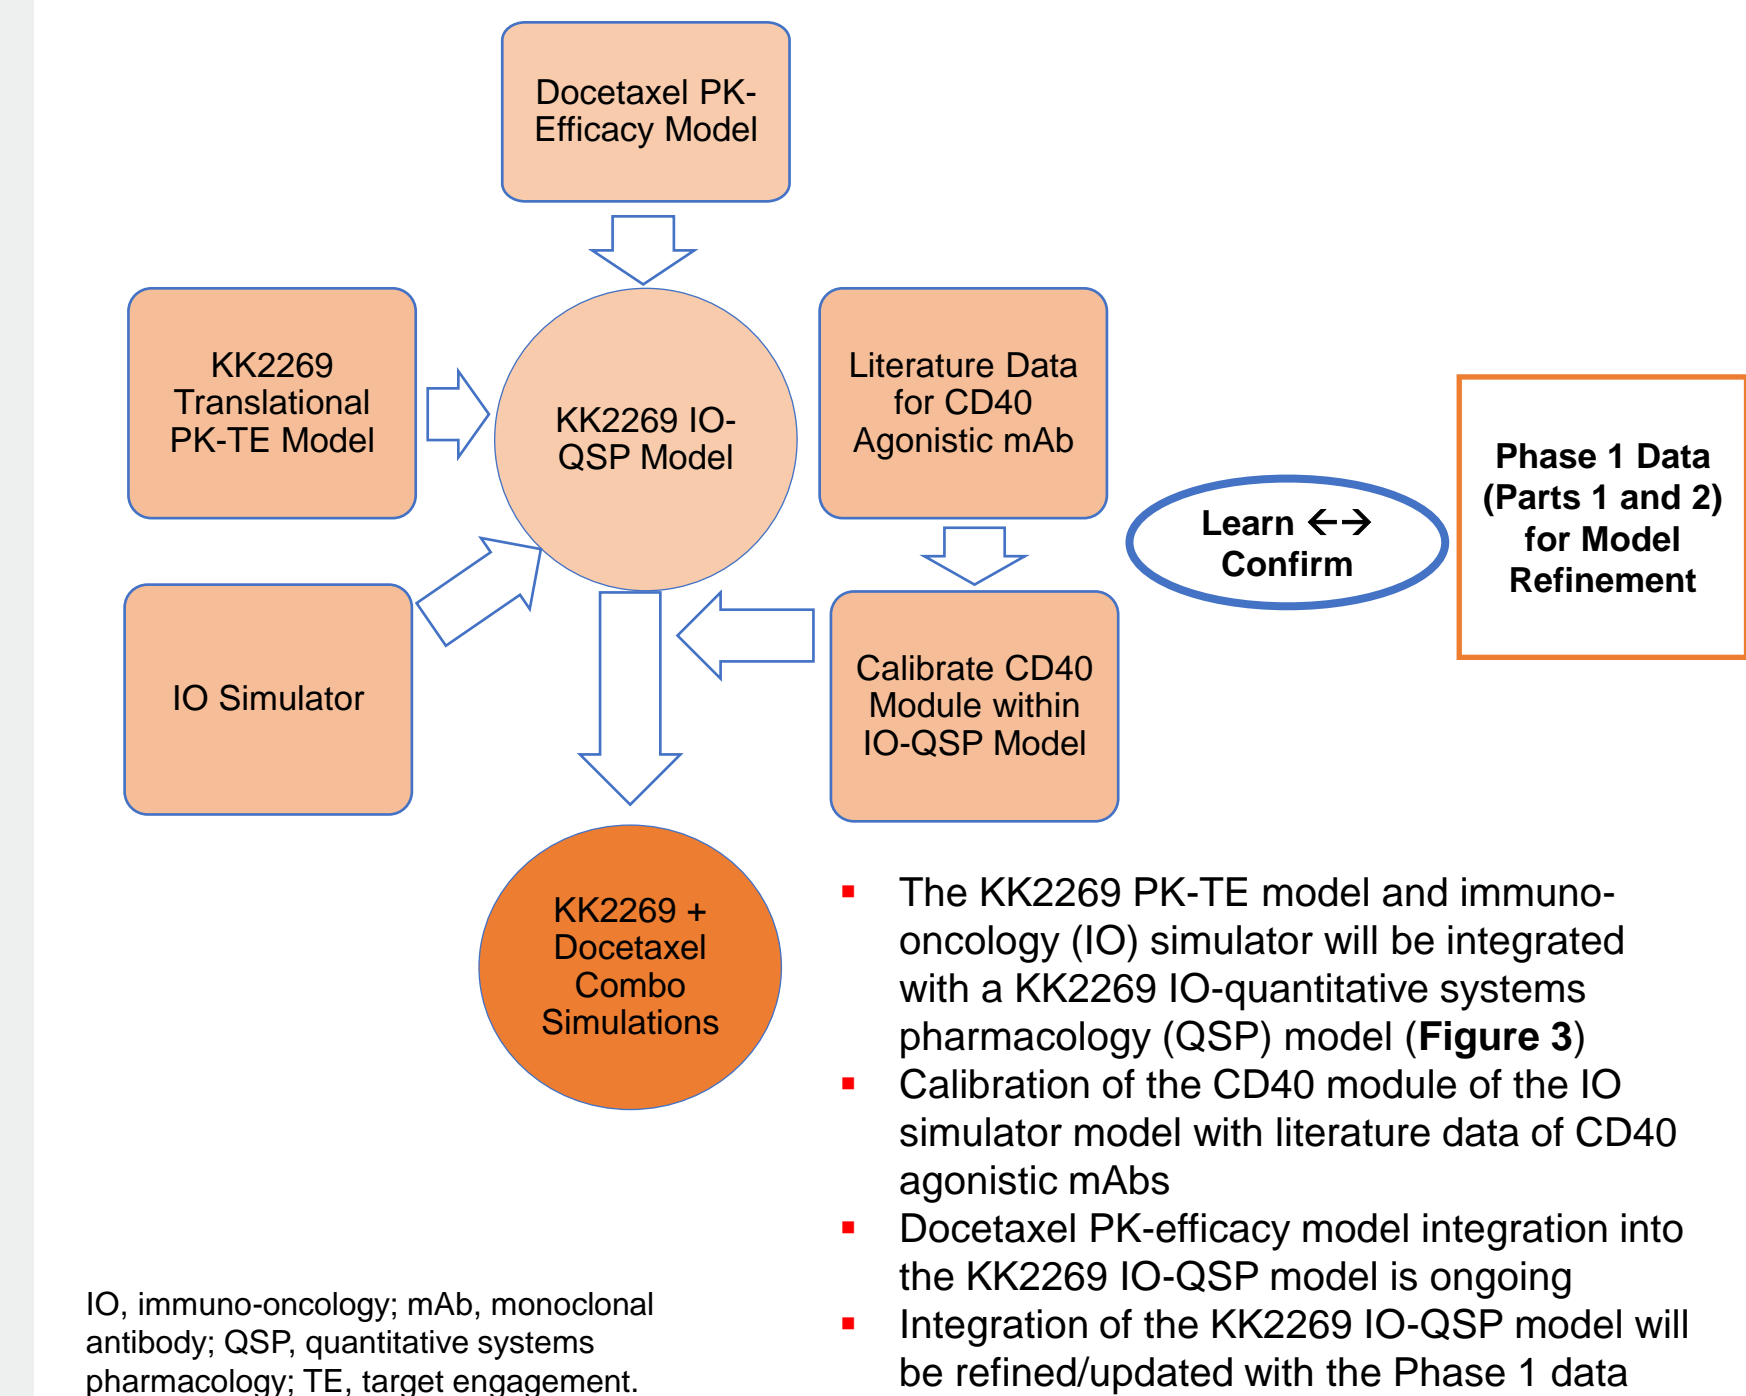 Docetaxel PK-
Efficacy Model
KK2269
Translational
PK-TE Model
KK2269 IO-
QSP Model
Literature Data
for CD40
Agonistic mAb
Learn ←→
Confirm
Phase 1 Data
(Parts 1 and 2)
for Model
Refinement
IO Simulator
Calibrate CD40
Module within
IO-QSP Model
KK2269 +
Docetaxel
Combo
Simulations
▪ The KK2269 PK-TE model and immuno-
oncology (IO) simulator will be integrated
with a KK2269 IO-quantitative systems
pharmacology (QSP) model (Figure 3)
▪ Calibration of the CD40 module of the IO
simulator model with literature data of CD40
agonistic mAbs
▪ Docetaxel PK-efficacy model integration into
the KK2269 IO-QSP model is ongoing
▪ Integration of the KK2269 IO-QSP model will
be refined/updated with the Phase 1 data
IO, immuno-oncology; mAb, monoclonal
antibody; QSP, quantitative systems
pharmacology; TE, target engagement.